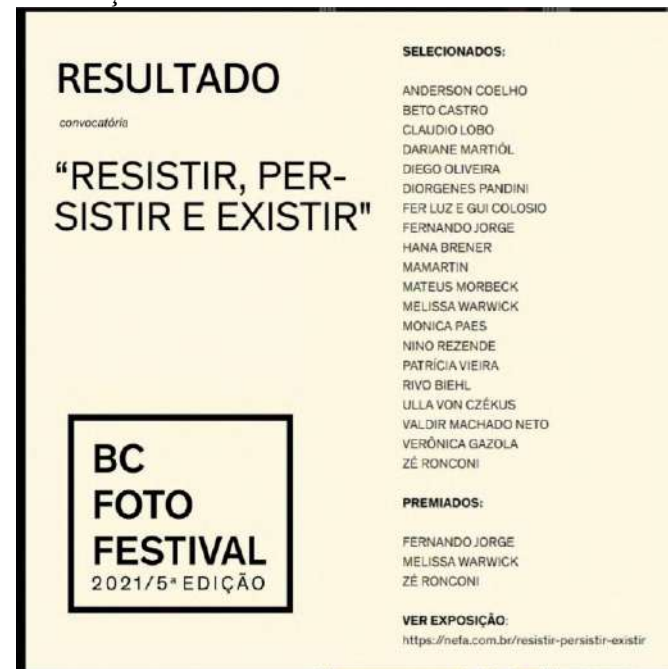 RESULTADO
convocatória
“RESISTIR, PER-
SISTIR E EXISTIR"
BC
FOTO
FESTIVAL
2021/5ª EDIÇÃO
SELECIONADOS:
ANDERSON COELHO
BETO CASTRO
CLAUDIO LOBO
DARIANE MARTIÓL
DIEGO OLIVEIRA
DIORGENES PANDINI
FER LUZ E GUI COLOSIO
FERNANDO JORGE
HANA BRENER
MAMARTIN
MATEUS MORBECK
MELISSA WARWICK
MONICA PAES
NINO REZENDE
PATRÍCIA VIEIRA
RIVO BIEHL
ULLA VON CZÉKUS
VALDIR MACHADO NETO
VERÔNICA GAZOLA
ZÉ RONCONI
PREMIADOS:
FERNANDO JORGE
MELISSA WARWICK
ZÉ RONCONI
VER EXPOSIÇÃO:
https://nefa.com.br/resistir-persistir-existir